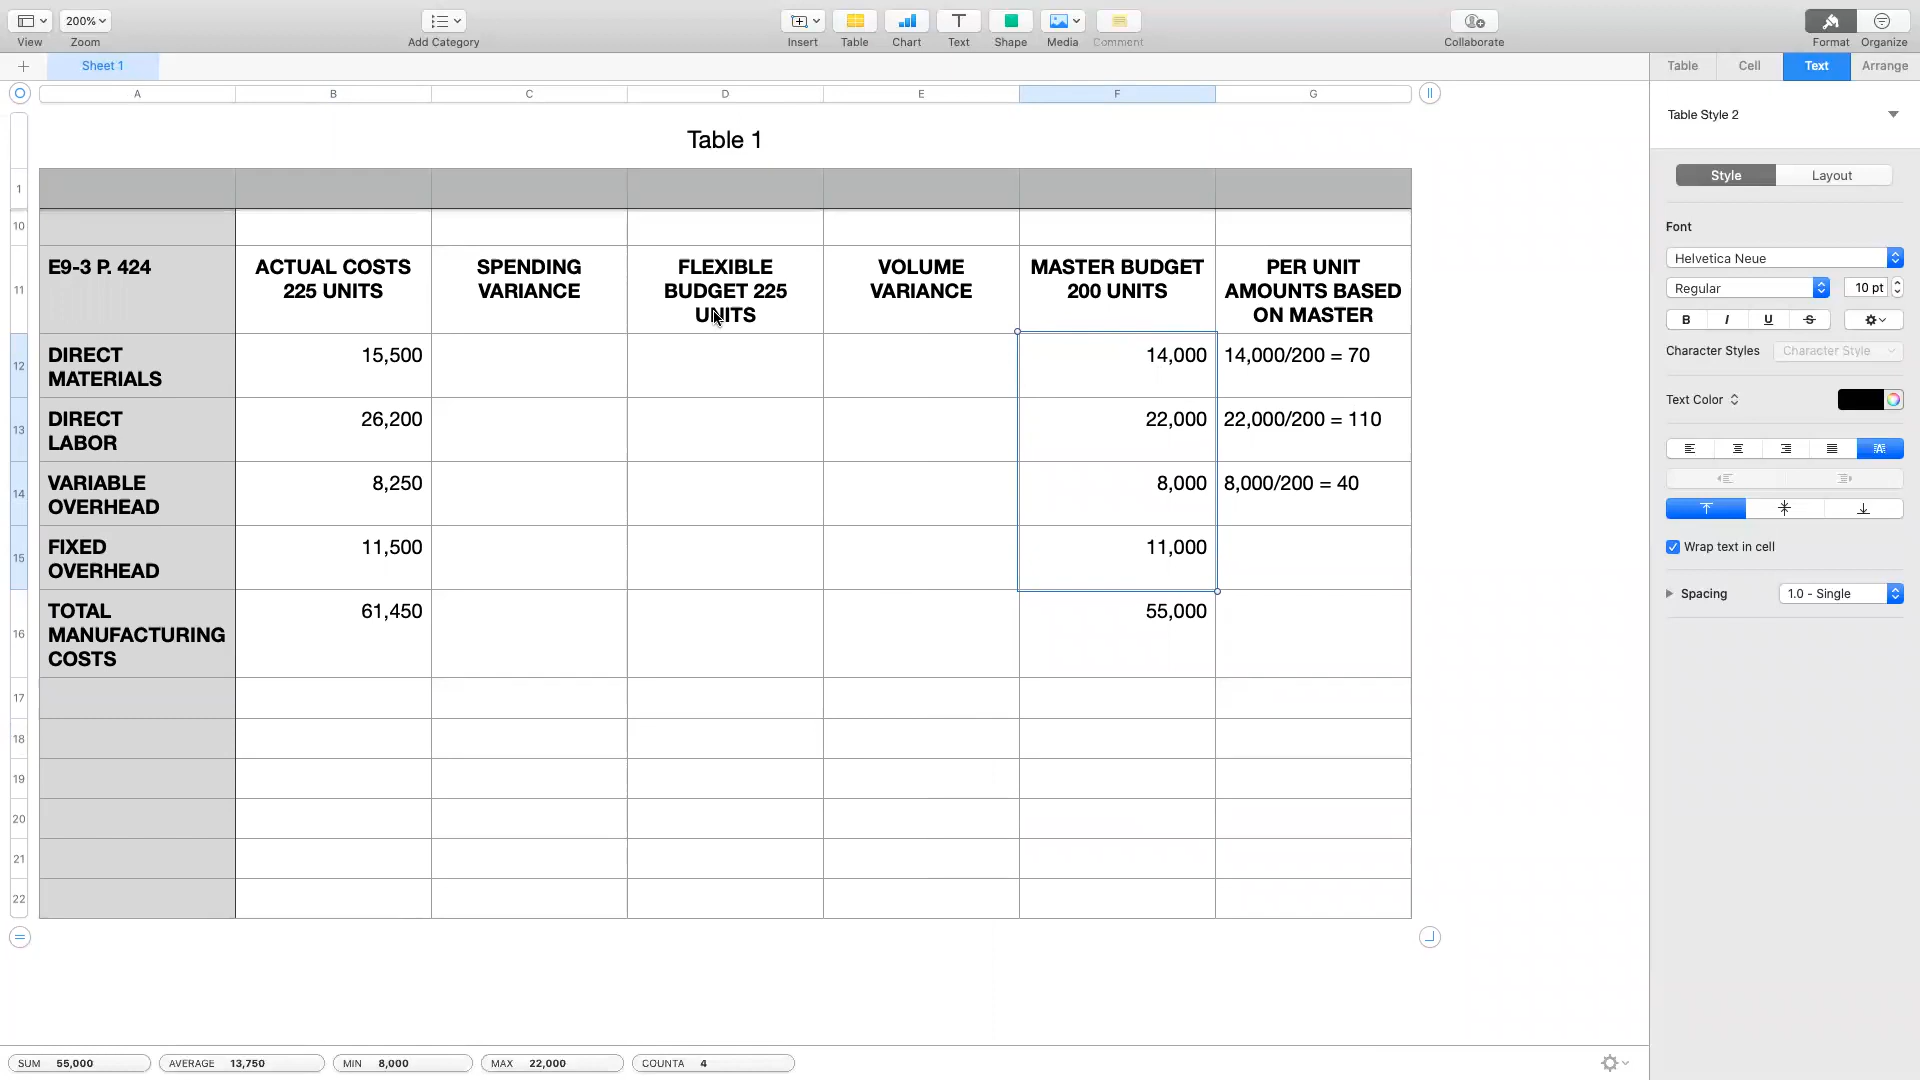 200%
View
Zoom
Add Category
Insert
Table
Chart
Text
Shape
Media
Comment
Collaborate
Format
Organize
Sheet 1
Table
Cell
Text
Arrange
A
B
C
D
E
F
G
Table 1
1
10
11
12
13
14
15
16
17
18
19
20
21
22
E9-3 P. 424
ACTUAL COSTS
225 UNITS
SPENDING
VARIANCE
FLEXIBLE
BUDGET 225
UNITS
VOLUME
VARIANCE
MASTER BUDGET
200 UNITS
PER UNIT
AMOUNTS BASED
ON MASTER
DIRECT
MATERIALS
15,500
14,000
14,000/200 = 70
DIRECT
LABOR
26,200
22,000
22,000/200 = 110
VARIABLE
OVERHEAD
8,250
8,000
8,000/200 = 40
FIXED
OVERHEAD
11,500
11,000
TOTAL
MANUFACTURING
COSTS
61,450
55,000
Table Style 2
Style
Layout
Font
Helvetica Neue
Regular
10 pt
B
I
U
S
Character Styles
Character Style
Text Color
Wrap text in cell
Spacing
1.0 - Single
SUM 55,000
AVERAGE 13,750
MIN 8,000
MAX 22,000
COUNTA 4